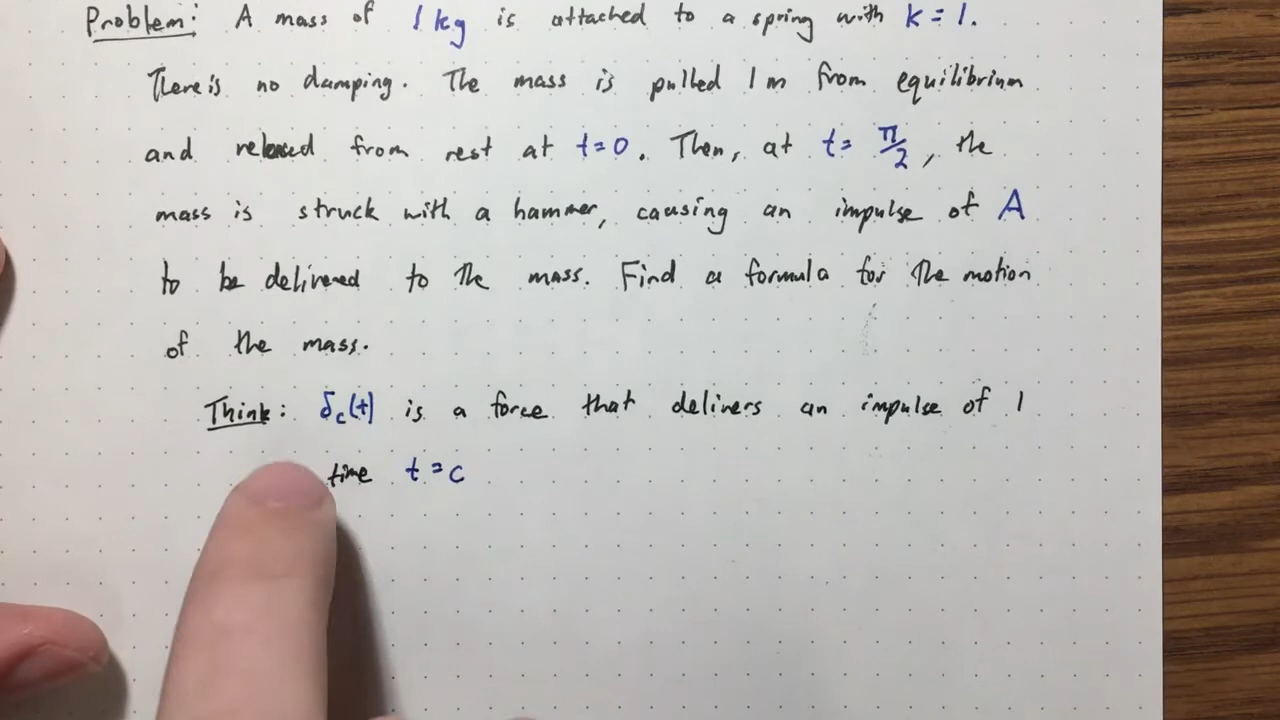 Problem: A mass of 1 kg is attached to a spring with k = 1.
There is no damping. The mass is pulled 1 m from equilibrium
and released from rest at t=0. Then, at t= π/2, the
mass is struck with a hammer, causing an impulse of A
to be delivered to the mass. Find a formula for the motion
of the mass.
Think: δc(t) is a force that delivers an impulse of 1
time t = c